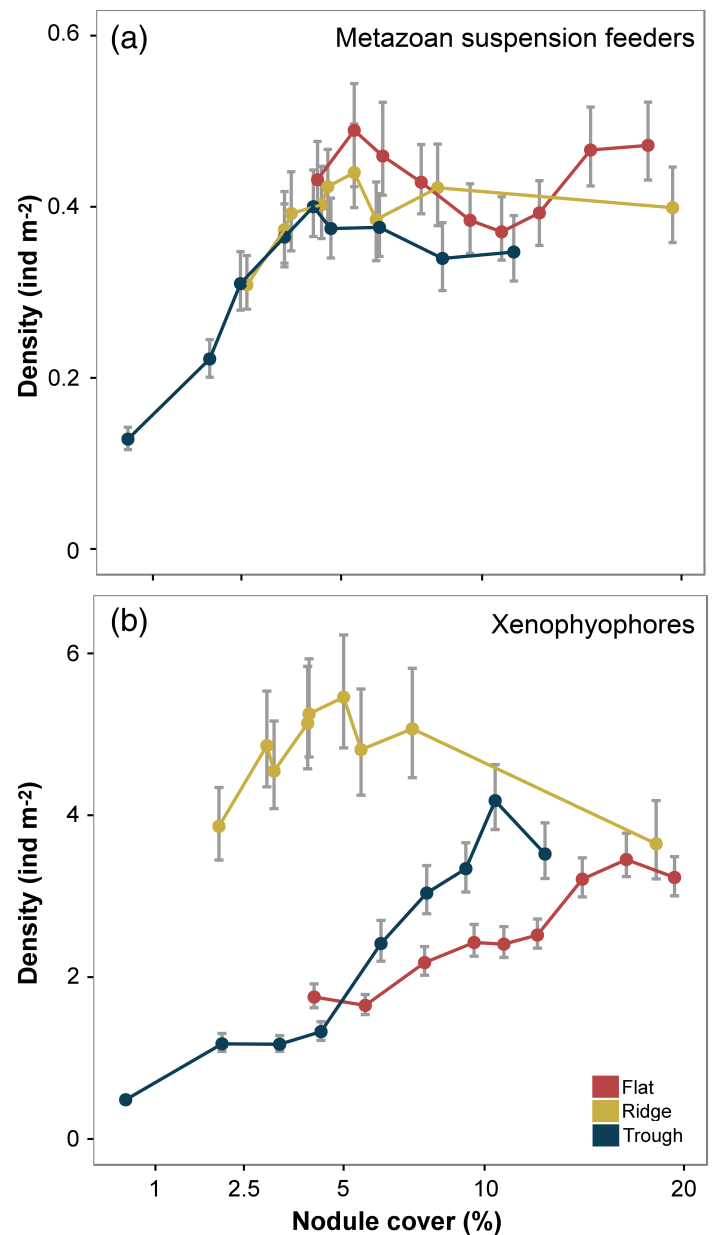 (a) Metazoan suspension feeders
0.6
0.4
0.2
0
Density (ind m-2)
(b) Xenophyophores
6
4
2
0
Density (ind m-2)
Flat
Ridge
Trough
1 2.5 5 10 20
Nodule cover (%)